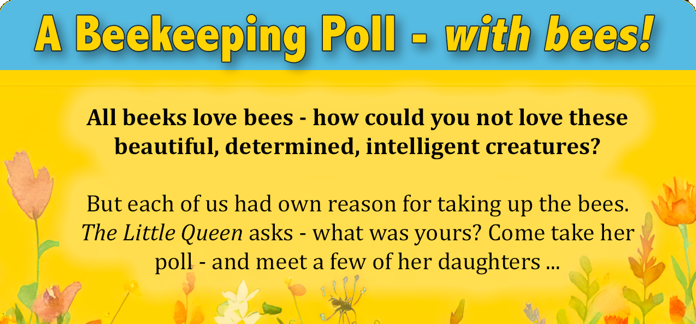 A Beekeeping Poll - with bees!
All beeks love bees - how could you not love these
beautiful, determined, intelligent creatures?
But each of us had own reason for taking up the bees.
The Little Queen asks - what was yours? Come take her
poll - and meet a few of her daughters ...